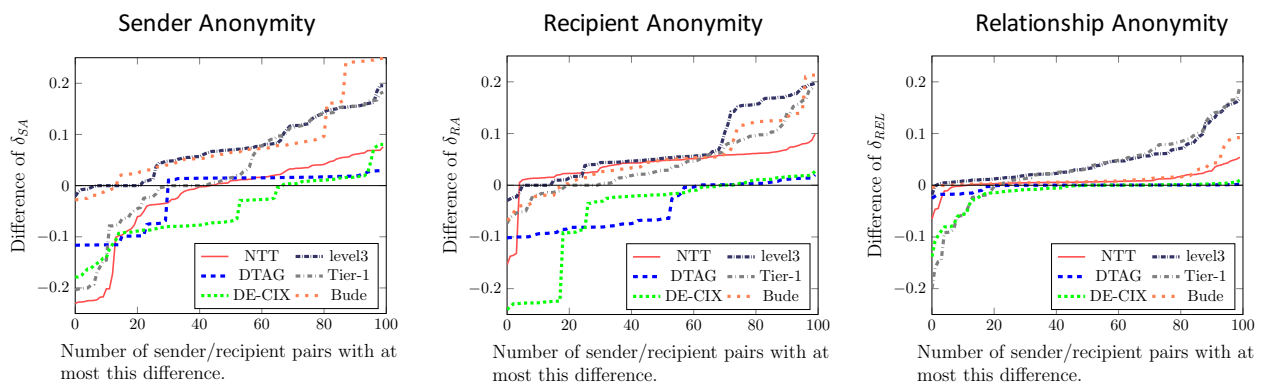 Sender Anonymity
Difference of δSA
0.2
0.1
0
−0.1
−0.2
NTT
level3
DTAG
Tier-1
DE-CIX
Bude
0 20 40 60 80 100
Number of sender/recipient pairs with at
most this difference.
Recipient Anonymity
Difference of δRA
0.2
0.1
0
−0.1
−0.2
NTT
level3
DTAG
Tier-1
DE-CIX
Bude
0 20 40 60 80 100
Number of sender/recipient pairs with at
most this difference.
Relationship Anonymity
Difference of δREL
0.2
0.1
0
−0.1
−0.2
NTT
level3
DTAG
Tier-1
DE-CIX
Bude
0 20 40 60 80 100
Number of sender/recipient pairs with at
most this difference.